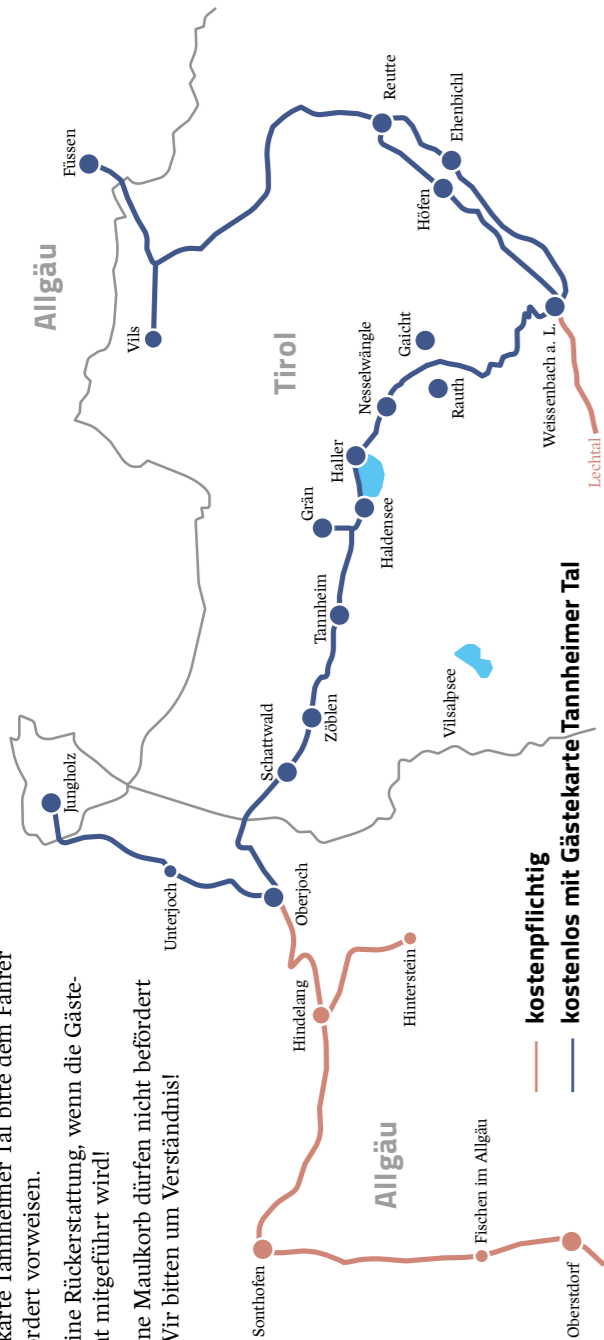 karte Tannheimer Tal bitte dem Fahrer
ordert vorweisen.
ine Rückerstattung, wenn die Gäste-
t mitgeführt wird!
ne Maulkorb dürfen nicht befördert
Wir bitten um Verständnis!
Allgäu
Füssen
Vils
Reutte
Ehenbichl
Höfen
Jungholz
Unterjoch
Oberjoch
Schattwald
Zöblen
Tannheim
Grän
Haldensee
Haller
Nesselwängle
Tirol
Gaicht
Rauth
Weissenbach a. L.
Lechtal
Vilsalpsee
Hindelang
Hinterstein
Sonthofen
Allgäu
Fischen im Allgäu
Oberstdorf
kostenpflichtig
kostenlos mit Gästekarte Tannheimer Tal